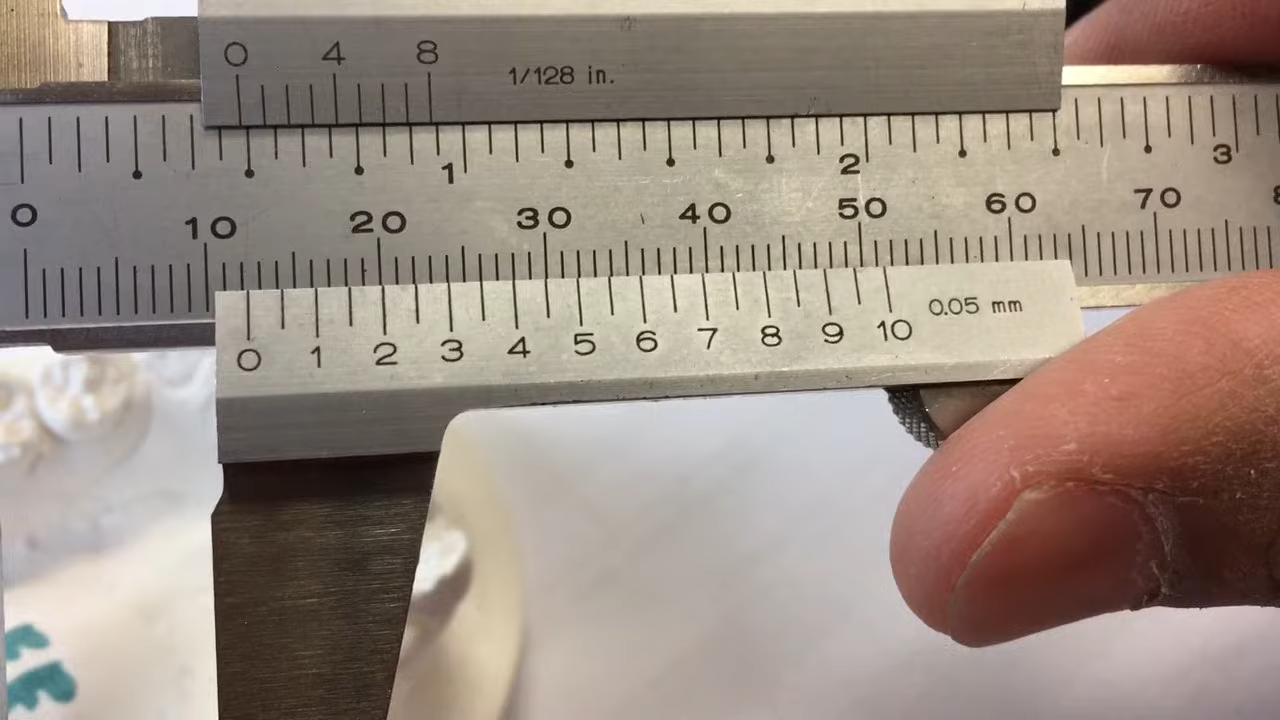 0 4 8
1/128 in.
1 2 3
0 10 20 30 40 50 60 70
0 1 2 3 4 5 6 7 8 9 10
0.05 mm